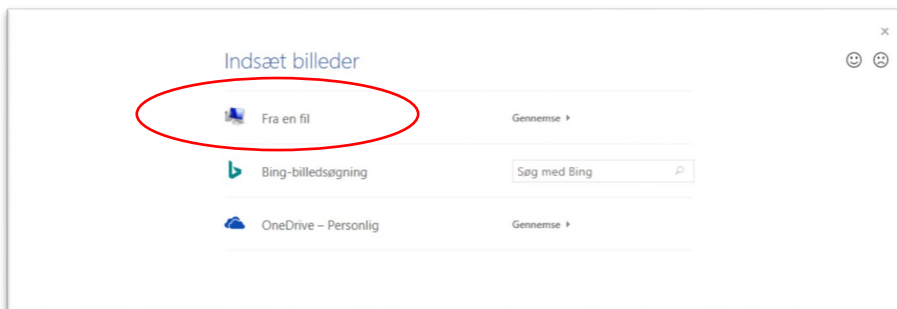 Indsæt billeder
Fra en fil Gennemse
Bing-billedsøgning Søg med Bing
OneDrive – Personlig Gennemse